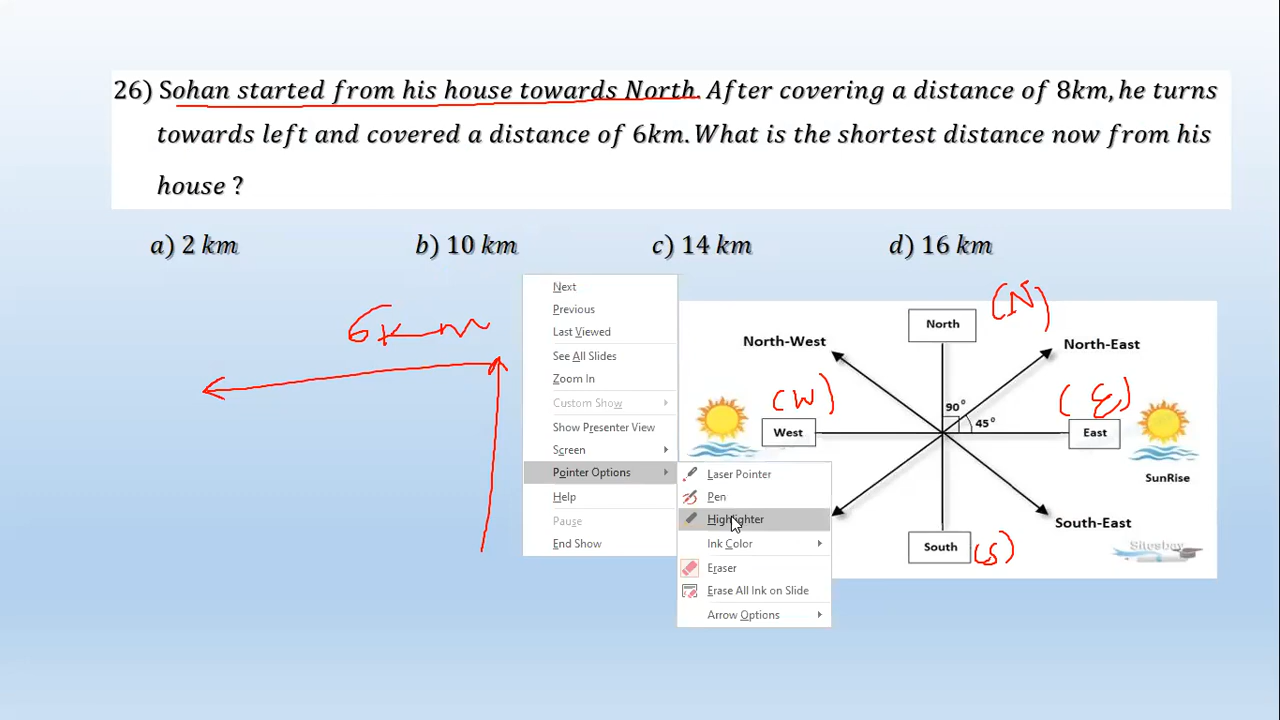 26) Sohan started from his house towards North. After covering a distance of 8km, he turns
towards left and covered a distance of 6km. What is the shortest distance now from his
house ?
a) 2 km b) 10 km c) 14 km d) 16 km
6km
Next
Previous
Last Viewed
See All Slides
Zoom In
Custom Show
Show Presenter View
Screen
Pointer Options
Help
Pause
End Show
Laser Pointer
Pen
Highlighter
Ink Color
Eraser
Erase All Ink on Slide
Arrow Options
North
(N)
North-West
North-East
(W)
(E)
90°
45°
West
East
SunRise
South-East
South
(S)
Sitesbay